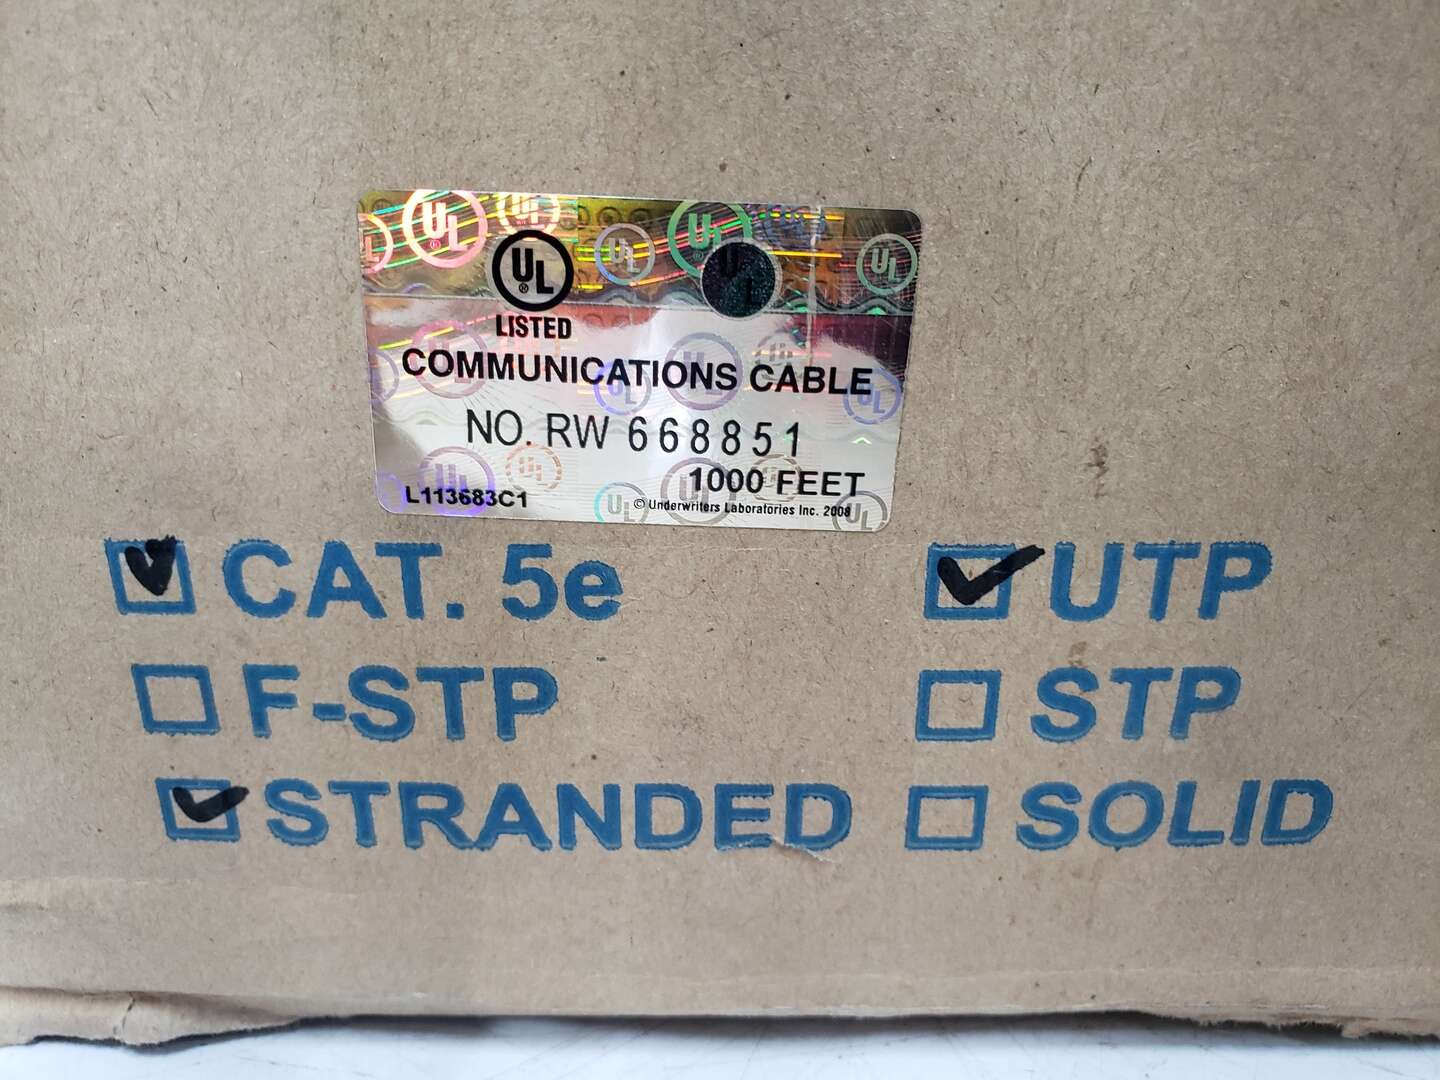 UL
LISTED
COMMUNICATIONS CABLE
NO. RW 668851
1000 FEET
L113683C1
© Underwriters Laboratories Inc. 2008
CAT. 5e
UTP
F-STP
STP
STRANDED
SOLID